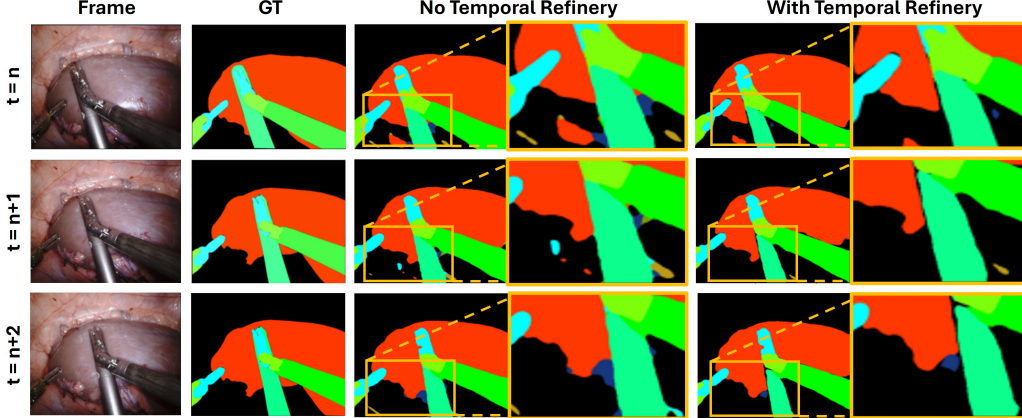 Frame GT No Temporal Refinery With Temporal Refinery
t = n
t = n+1
t = n+2